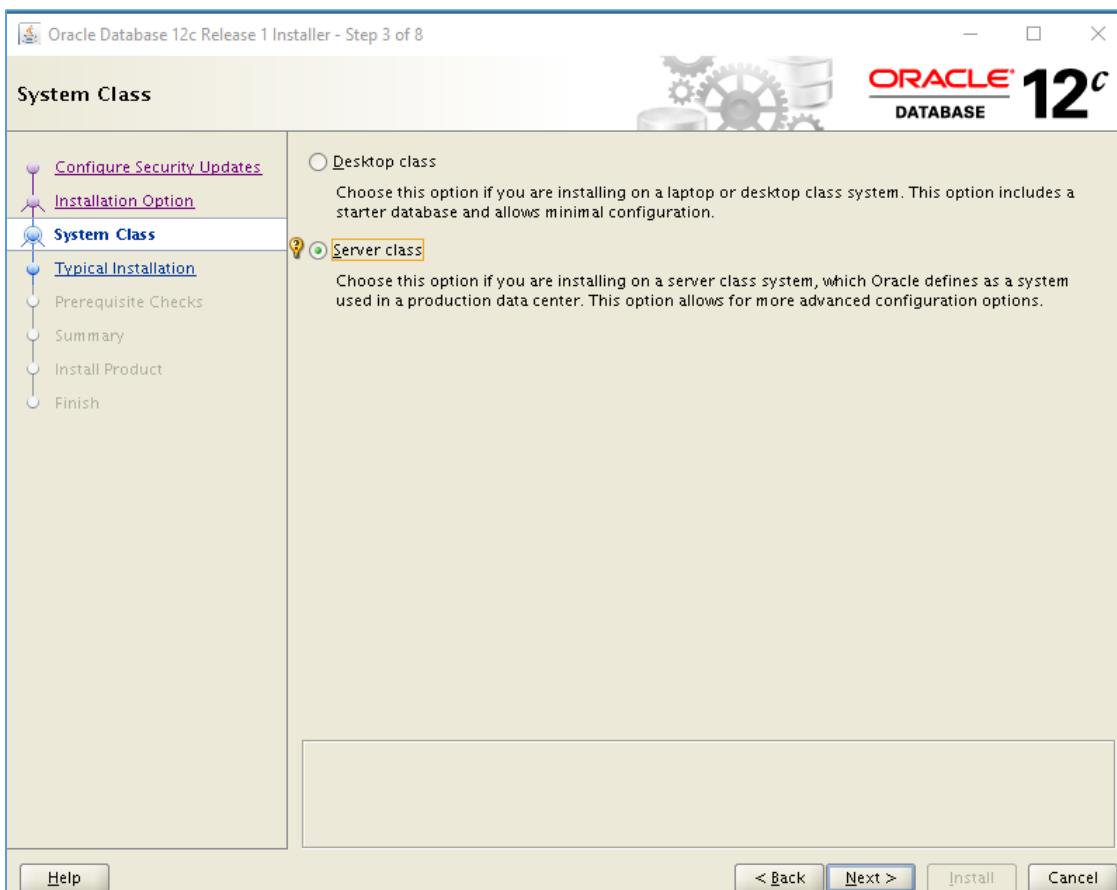 Oracle Database 12c Release 1 Installer - Step 3 of 8
System Class
ORACLE
DATABASE
12c
Configure Security Updates
Installation Option
System Class
Typical Installation
Prerequisite Checks
Summary
Install Product
Finish
Desktop class
Choose this option if you are installing on a laptop or desktop class system. This option includes a
starter database and allows minimal configuration.
Server class
Choose this option if you are installing on a server class system, which Oracle defines as a system
used in a production data center. This option allows for more advanced configuration options.
Help
< Back
Next >
Install
Cancel